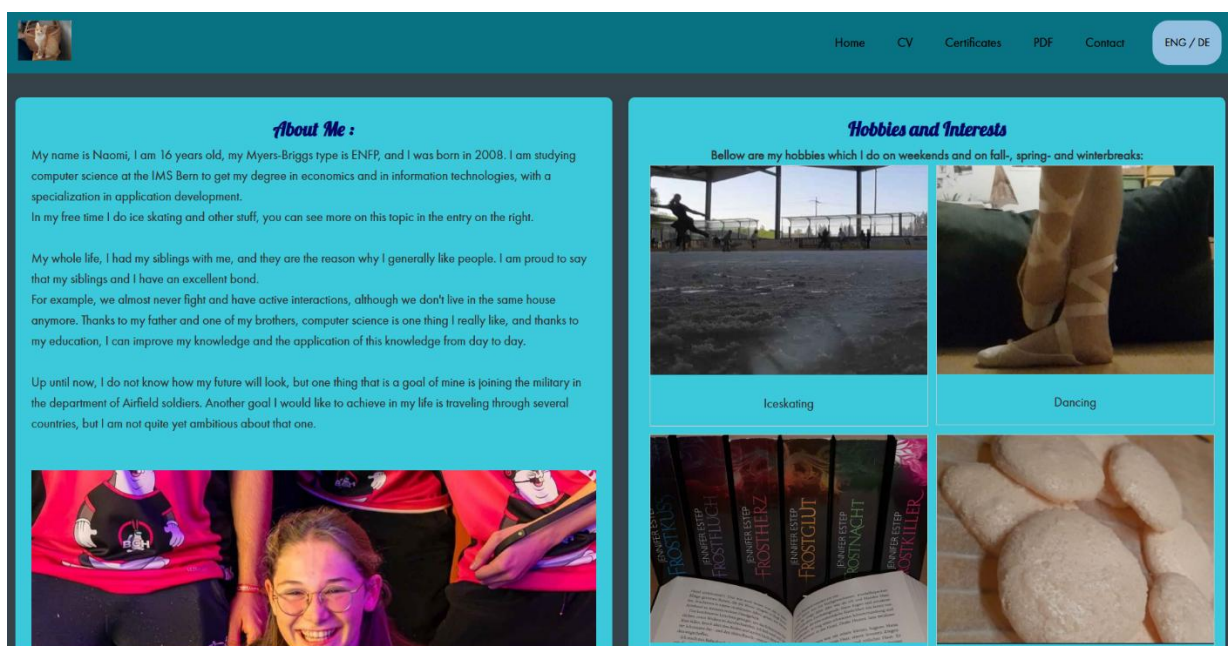 Home CV Certificates PDF Contact ENG / DE
About Me :
My name is Naomi, I am 16 years old, my Myers-Briggs type is ENFP, and I was born in 2008. I am studying
computer science at the IMS Bern to get my degree in economics and in information technologies, with a
specialization in application development.
In my free time I do ice skating and other stuff, you can see more on this topic in the entry on the right.
My whole life, I had my siblings with me, and they are the reason why I generally like people. I am proud to say
that my siblings and I have an excellent bond.
For example, we almost never fight and have active interactions, although we don't live in the same house
anymore. Thanks to my father and one of my brothers, computer science is one thing I really like, and thanks to
my education, I can improve my knowledge and the application of this knowledge from day to day.
Up until now, I do not know how my future will look, but one thing that is a goal of mine is joining the military in
the department of Airfield soldiers. Another goal I would like to achieve in my life is traveling through several
countries, but I am not quite yet ambitious about that one.
Hobbies and Interests
Bellow are my hobbies which I do on weekends and on fall-, spring- and winterbreaks:
Iceskating
Dancing
JENNIFER ESTEP
FROSTKUSS
JENNIFER ESTEP
FROSTFLUCH
JENNIFER ESTEP
FROSTHERZ
JENNIFER ESTEP
FROSTGLUT
JENNIFER ESTEP
FROSTNACHT
JENNIFER ESTEP
FROSTKILLER